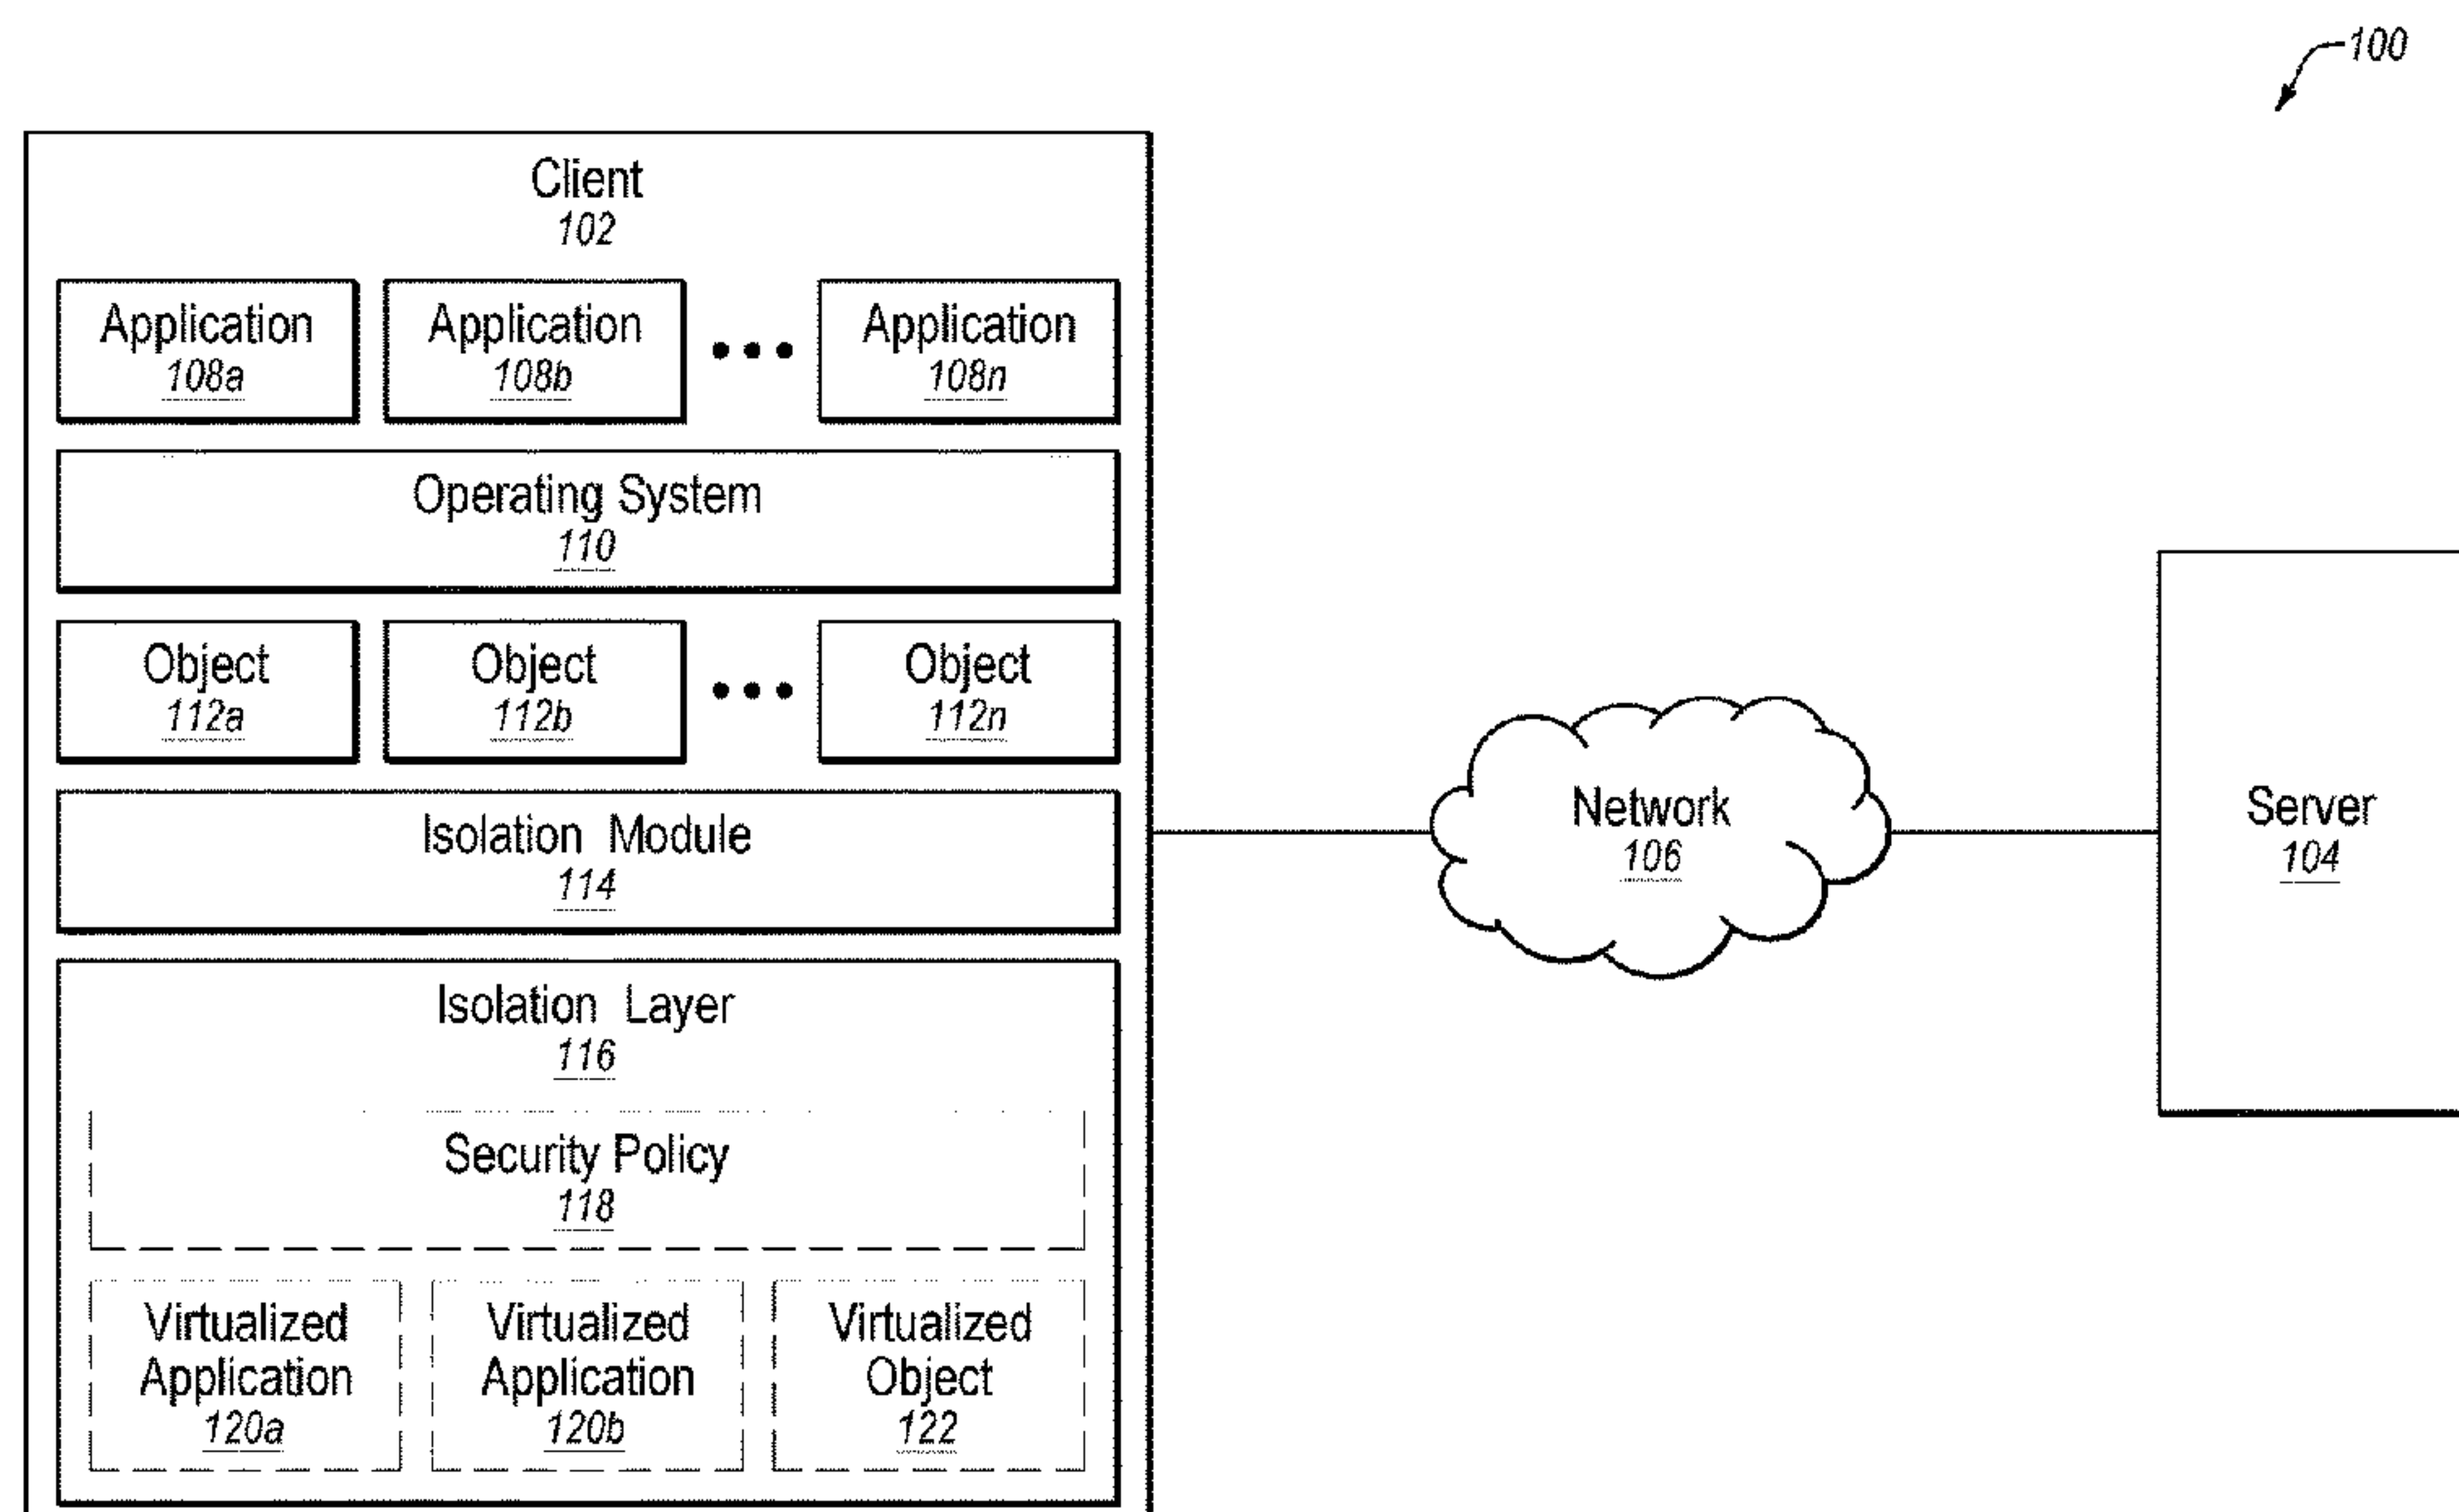 100
Client
102
Application Application Application
108a 108b 108n
Operating System
110
Object Object Object
112a 112b 112n
Isolation Module
114
Network
106
Server
104
Isolation Layer
116
Security Policy
118
Virtualized Virtualized Virtualized
Application Application Object
120a 120b 122